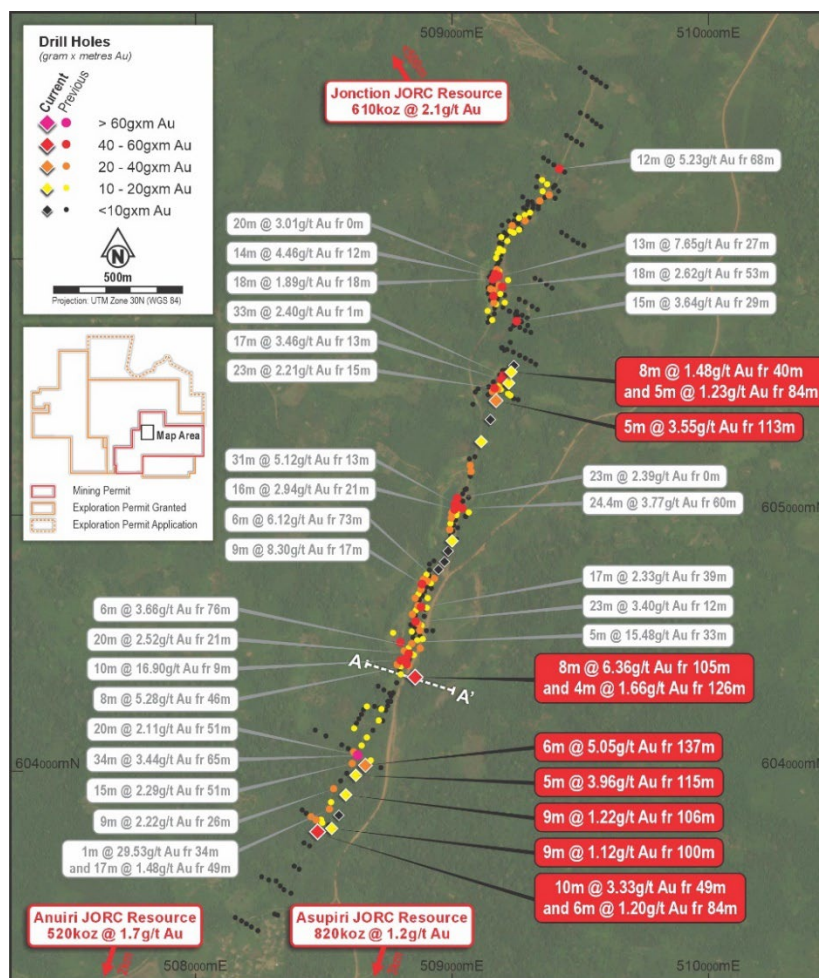 509000mE
510000mE
Drill Holes
(gram x metres Au)
Current
Previous
> 60gxm Au
40 - 60gxm Au
20 - 40gxm Au
10 - 20gxm Au
<10gxm Au
N
500m
Projection: UTM Zone 30N (WGS 84)
Map Area
Mining Permit
Exploration Permit Granted
Exploration Permit Application
Jonction JORC Resource
610koz @ 2.1g/t Au
12m @ 5.23g/t Au fr 68m
20m @ 3.01g/t Au fr 0m
14m @ 4.46g/t Au fr 12m
18m @ 1.89g/t Au fr 18m
33m @ 2.40g/t Au fr 1m
17m @ 3.46g/t Au fr 13m
23m @ 2.21g/t Au fr 15m
13m @ 7.65g/t Au fr 27m
18m @ 2.62g/t Au fr 53m
15m @ 3.64g/t Au fr 29m
8m @ 1.48g/t Au fr 40m
and 5m @ 1.23g/t Au fr 84m
5m @ 3.55g/t Au fr 113m
31m @ 5.12g/t Au fr 13m
16m @ 2.94g/t Au fr 21m
6m @ 6.12g/t Au fr 73m
9m @ 8.30g/t Au fr 17m
23m @ 2.39g/t Au fr 0m
24.4m @ 3.77g/t Au fr 60m
605000mN
17m @ 2.33g/t Au fr 39m
23m @ 3.40g/t Au fr 12m
5m @ 15.48g/t Au fr 33m
6m @ 3.66g/t Au fr 76m
20m @ 2.52g/t Au fr 21m
10m @ 16.90g/t Au fr 9m
8m @ 5.28g/t Au fr 46m
20m @ 2.11g/t Au fr 51m
34m @ 3.44g/t Au fr 65m
15m @ 2.29g/t Au fr 51m
9m @ 2.22g/t Au fr 26m
1m @ 29.53g/t Au fr 34m
and 17m @ 1.48g/t Au fr 49m
A
A'
8m @ 6.36g/t Au fr 105m
and 4m @ 1.66g/t Au fr 126m
6m @ 5.05g/t Au fr 137m
5m @ 3.96g/t Au fr 115m
9m @ 1.22g/t Au fr 106m
9m @ 1.12g/t Au fr 100m
10m @ 3.33g/t Au fr 49m
and 6m @ 1.20g/t Au fr 84m
604000mN
604000mN
Anuiri JORC Resource
520koz @ 1.7g/t Au
Asupiri JORC Resource
820koz @ 1.2g/t Au
508000mE
509000mE
510000mE